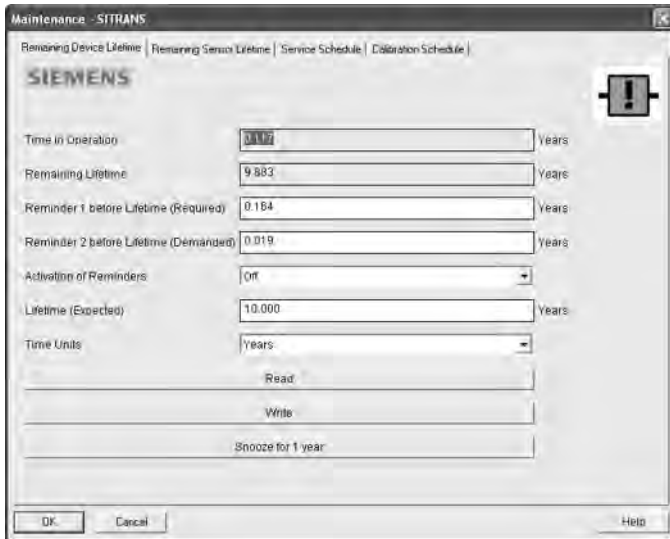 Maintenance - SITRANS
Remaining Device Lifetime | Remaining Sensor Lifetime | Service Schedule | Calibration Schedule |
SIEMENS
Time in Operation 0.117 Years
Remaining Lifetime 9.883 Years
Reminder 1 before Lifetime (Required) 0.164 Years
Reminder 2 before Lifetime (Demanded) 0.019 Years
Activation of Reminders Off
Lifetime (Expected) 10.000 Years
Time Units Years
Read
Write
Snooze for 1 year
OK Cancel Help